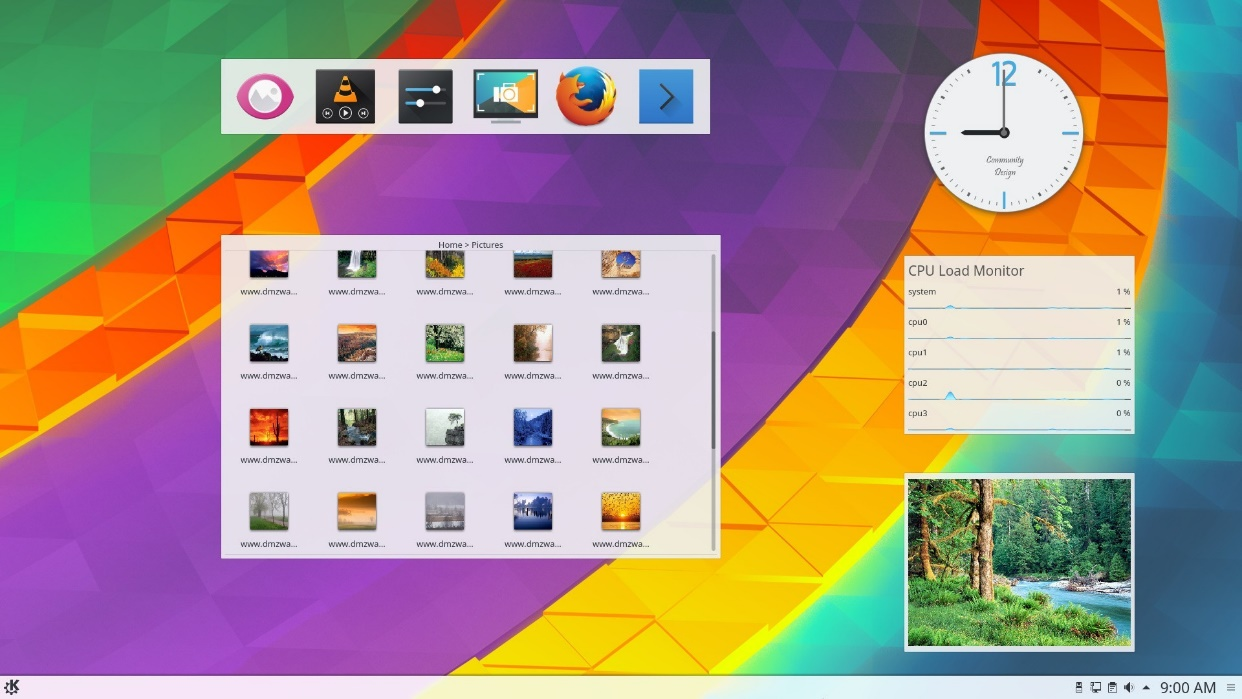 12
Community
Design
Home > Pictures
www.dmzwa... www.dmzwa... www.dmzwa... www.dmzwa... www.dmzwa...
www.dmzwa... www.dmzwa... www.dmzwa... www.dmzwa... www.dmzwa...
www.dmzwa... www.dmzwa... www.dmzwa... www.dmzwa... www.dmzwa...
www.dmzwa... www.dmzwa... www.dmzwa... www.dmzwa... www.dmzwa...
CPU Load Monitor
system 1 %
cpu0 1 %
cpu1 1 %
cpu2 0 %
cpu3 0 %
9:00 AM